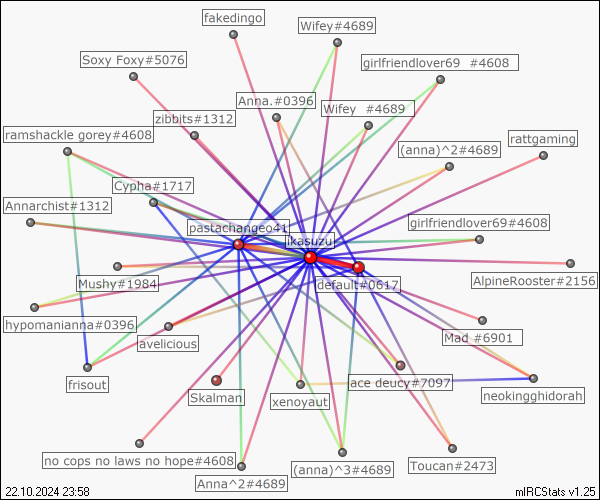 fakedingo
Wifey#4689
Soxy Foxy#5076
girlfriendlover69 #4608
Anna.#0396
Wifey #4689
zibbits#1312
ramshackle gorey#4608
rattgaming
(anna)^2#4689
Cypha#1717
Annarchist#1312
pastachangeo41
girlfriendlover69#4608
ikasuzu
Mushy#1984
default#0617
AlpineRooster#2156
hypomanianna#0396
avelicious
Mad #6901
frisout
Skalman
xenoyaut
ace deucy#7097
neokingghidorah
no cops no laws no hope#4608
Anna^2#4689
(anna)^3#4689
Toucan#2473
22.10.2024 23:58
mIRCStats v1.25